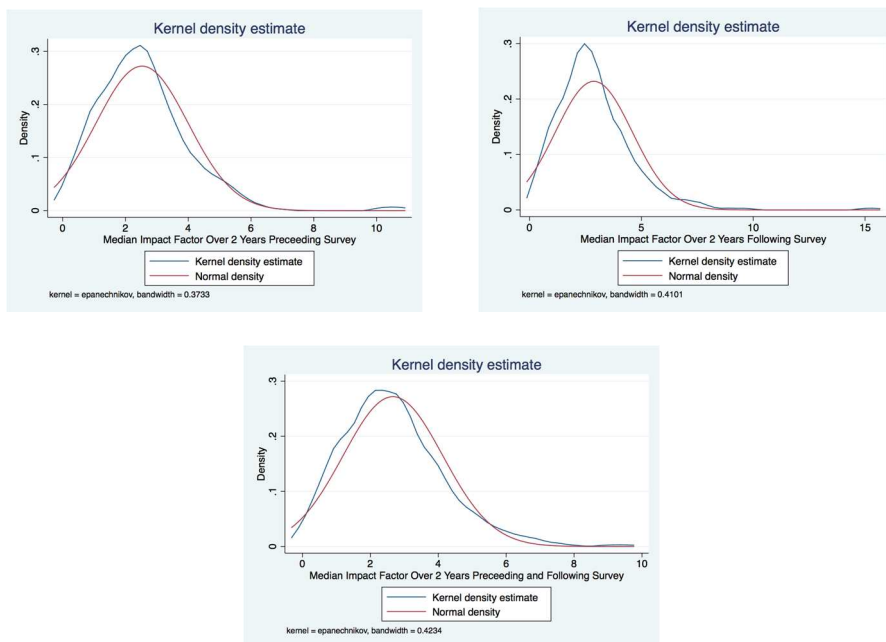 Kernel density estimate
Density
0 .1 .2 .3
0 2 4 6 8 10
Median Impact Factor Over 2 Years Preceeding Survey
Kernel density estimate
Normal density
kernel = epanechnikov, bandwidth = 0.3733
Kernel density estimate
Density
0 .1 .2 .3
0 5 10 15
Median Impact Factor Over 2 Years Following Survey
Kernel density estimate
Normal density
kernel = epanechnikov, bandwidth = 0.4101
Kernel density estimate
Density
0 .1 .2 .3
0 2 4 6 8 10
Median Impact Factor Over 2 Years Preceeding and Following Survey
Kernel density estimate
Normal density
kernel = epanechnikov, bandwidth = 0.4234